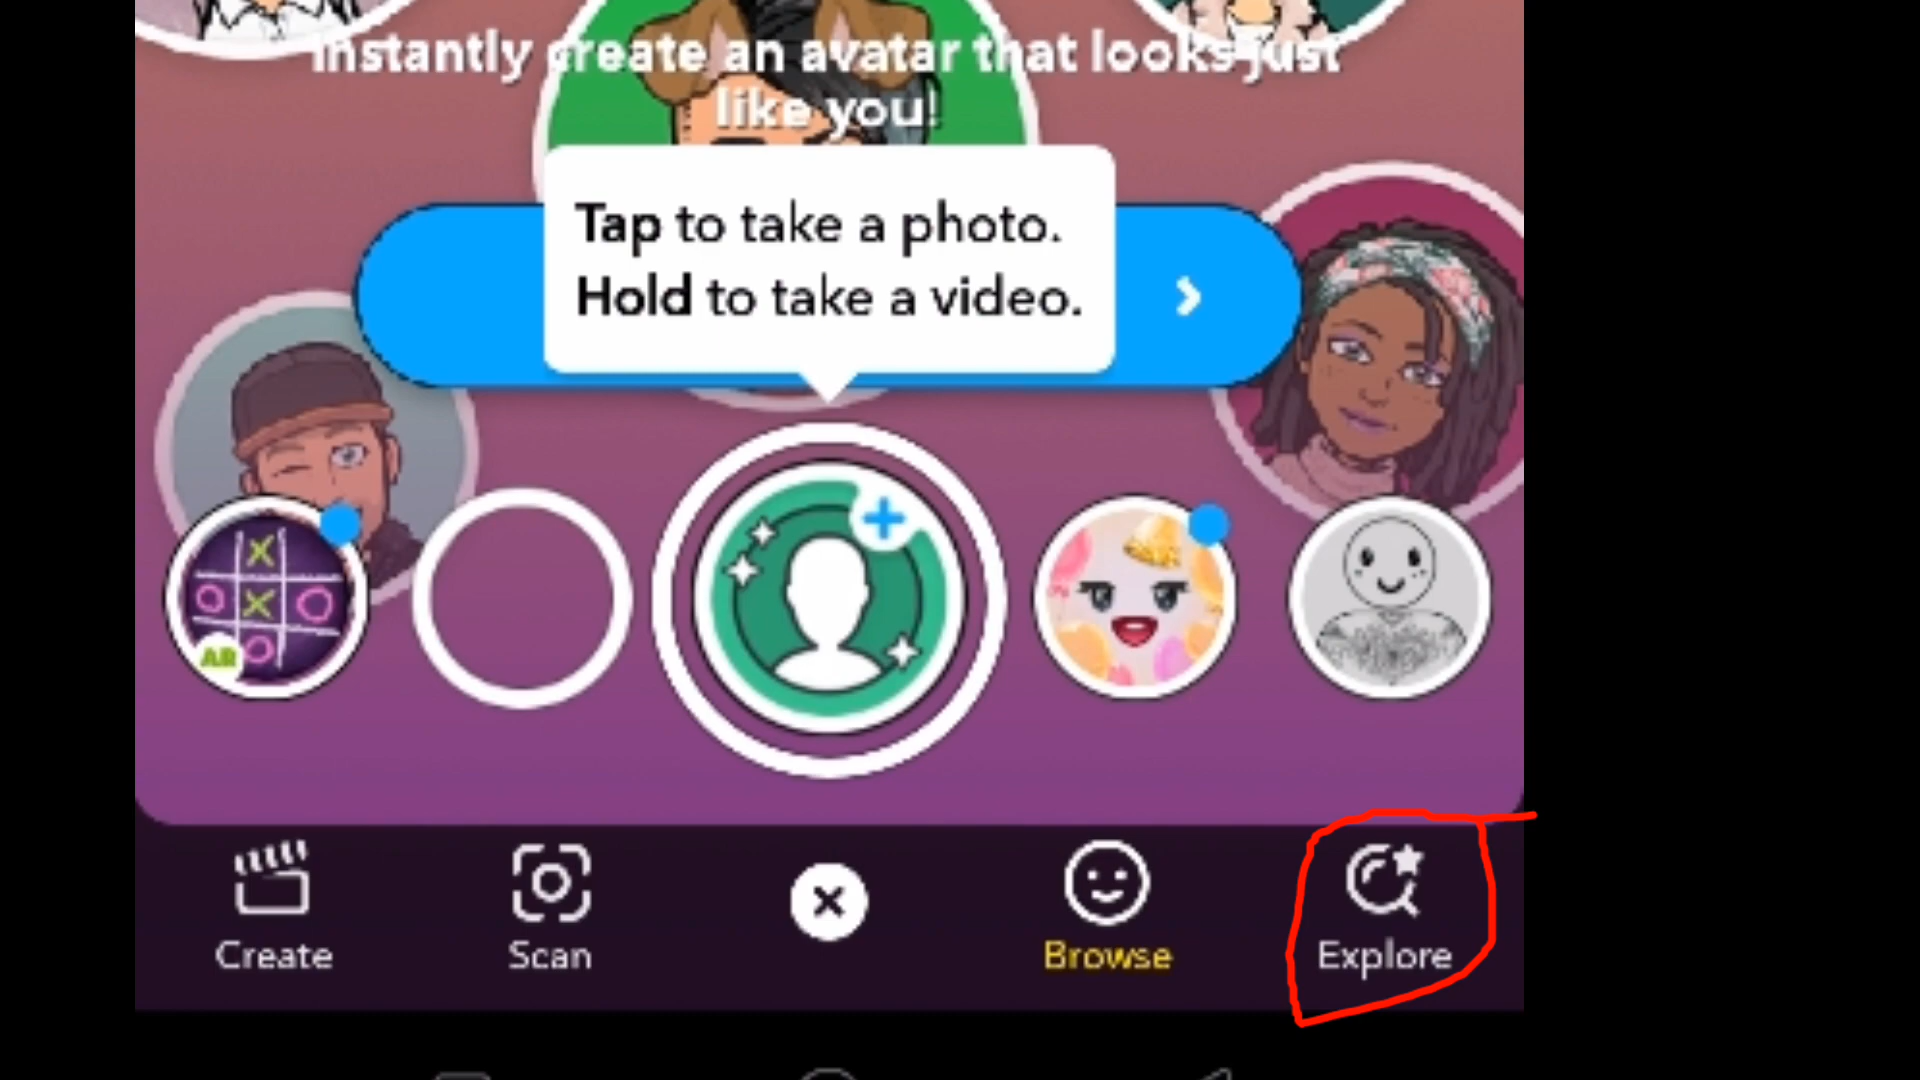 Instantly create an avatar that looks just
like you!
Tap to take a photo.
Hold to take a video.
AR
Create
Scan
Browse
Explore